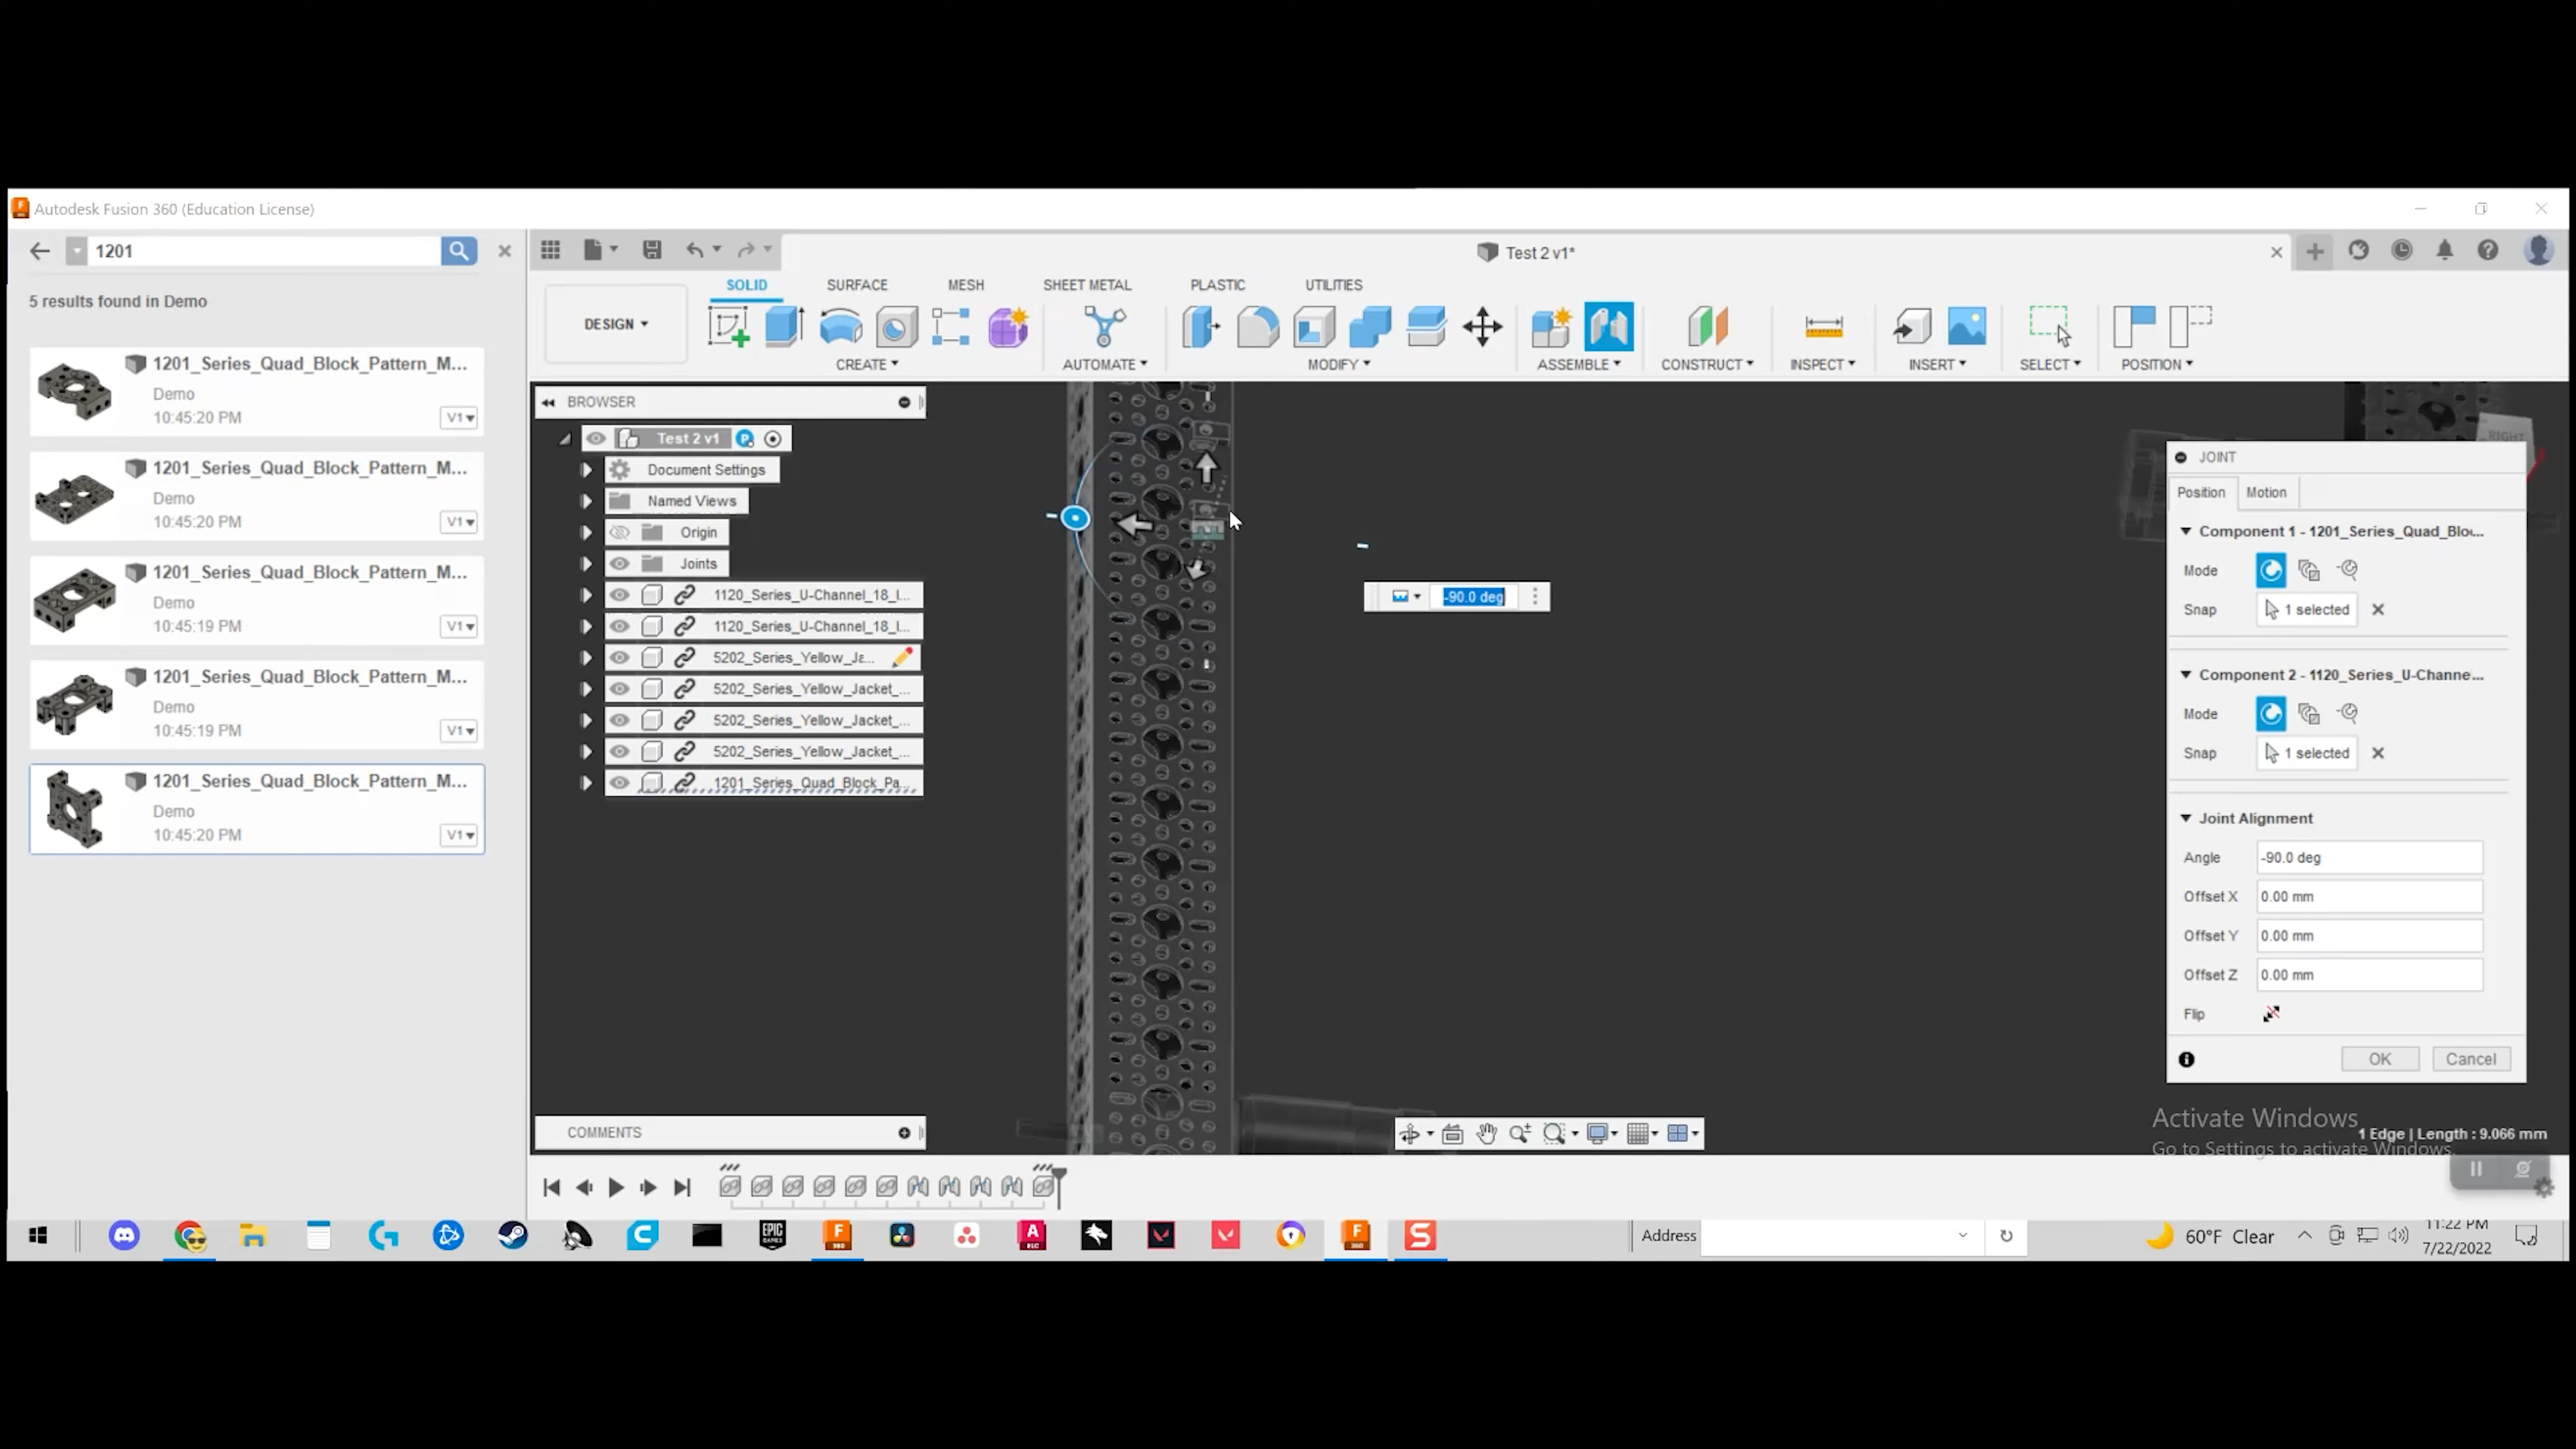 Autodesk Fusion 360 (Education License)
1201
5 results found in Demo
1201_Series_Quad_Block_Pattern_M...
Demo
10:45:20 PM
V1
1201_Series_Quad_Block_Pattern_M...
Demo
10:45:20 PM
V1
1201_Series_Quad_Block_Pattern_M...
Demo
10:45:19 PM
V1
1201_Series_Quad_Block_Pattern_M...
Demo
10:45:19 PM
V1
1201_Series_Quad_Block_Pattern_M...
Demo
10:45:20 PM
V1
Test 2 v1*
SOLID SURFACE MESH SHEET METAL PLASTIC UTILITIES
DESIGN
CREATE AUTOMATE MODIFY ASSEMBLE CONSTRUCT INSPECT INSERT SELECT POSITION
BROWSER
Test 2 v1
Document Settings
Named Views
Origin
Joints
1120_Series_U-Channel_18_I...
1120_Series_U-Channel_18_I...
5202_Series_Yellow_Ja...
5202_Series_Yellow_Jacket_...
5202_Series_Yellow_Jacket_...
5202_Series_Yellow_Jacket_...
1201_Series_Quad_Block_Pa...
COMMENTS
-90.0 deg
RIGHT
JOINT
Position Motion
Component 1 - 1201_Series_Quad_Blo...
Mode
Snap 1 selected
Component 2 - 1120_Series_U-Channe...
Mode
Snap 1 selected
Joint Alignment
Angle -90.0 deg
Offset X 0.00 mm
Offset Y 0.00 mm
Offset Z 0.00 mm
Flip
OK Cancel
Activate Windows
1 Edge | Length : 9.066 mm
Go to Settings to activate Windows.
EPIC
GAMES
Address
60°F Clear
11:22 PM
7/22/2022